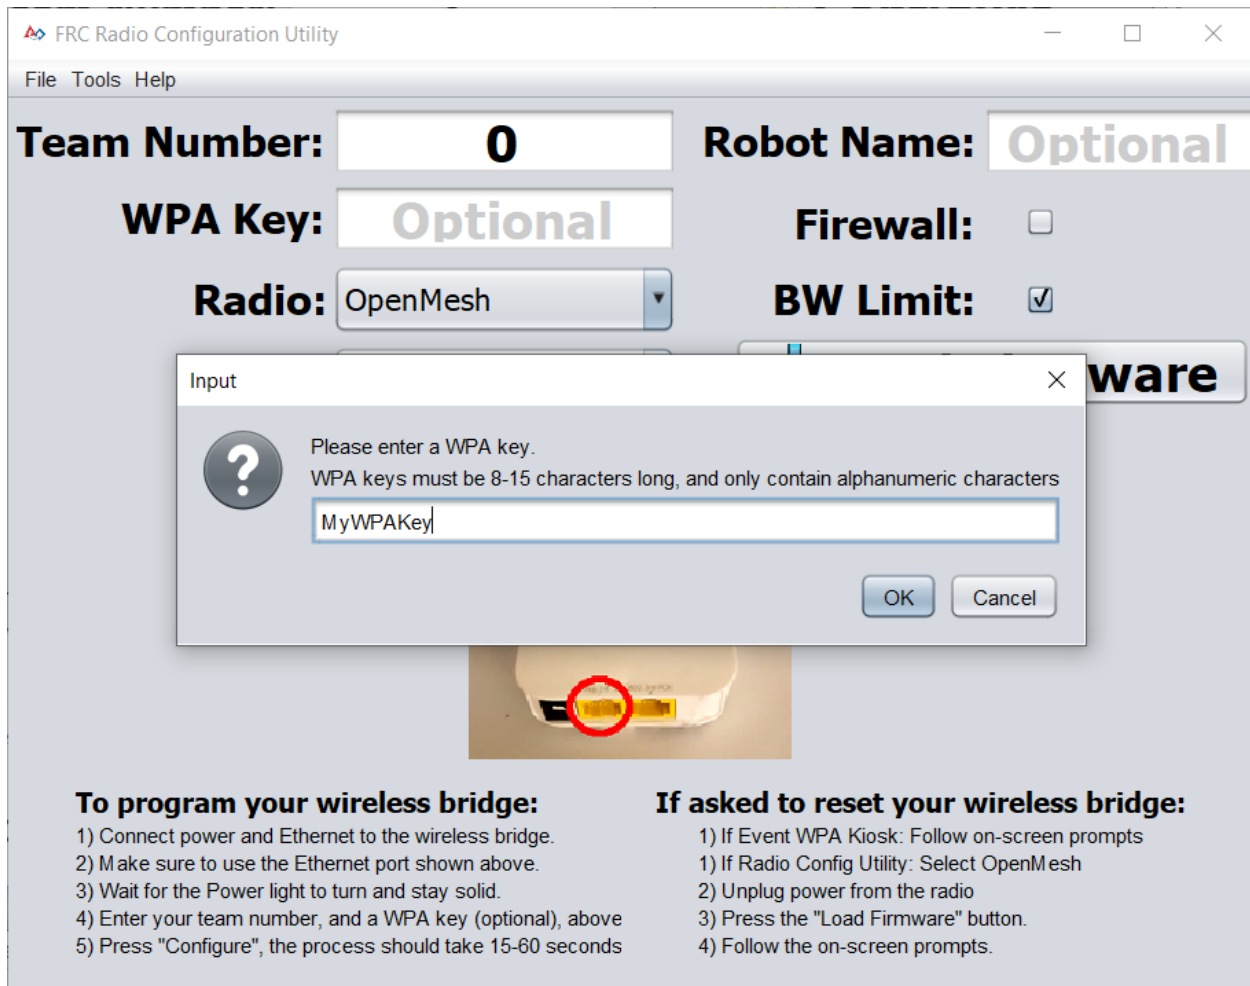 FRC Radio Configuration Utility
File Tools Help
Team Number: 0 Robot Name: Optional
WPA Key: Optional Firewall:
Radio: OpenMesh BW Limit:
Input
Please enter a WPA key.
WPA keys must be 8-15 characters long, and only contain alphanumeric characters
MyWPAKey
OK Cancel
To program your wireless bridge:
1) Connect power and Ethernet to the wireless bridge.
2) Make sure to use the Ethernet port shown above.
3) Wait for the Power light to turn and stay solid.
4) Enter your team number, and a WPA key (optional), above
5) Press "Configure", the process should take 15-60 seconds
If asked to reset your wireless bridge:
1) If Event WPA Kiosk: Follow on-screen prompts
1) If Radio Config Utility: Select OpenMesh
2) Unplug power from the radio
3) Press the "Load Firmware" button.
4) Follow the on-screen prompts.